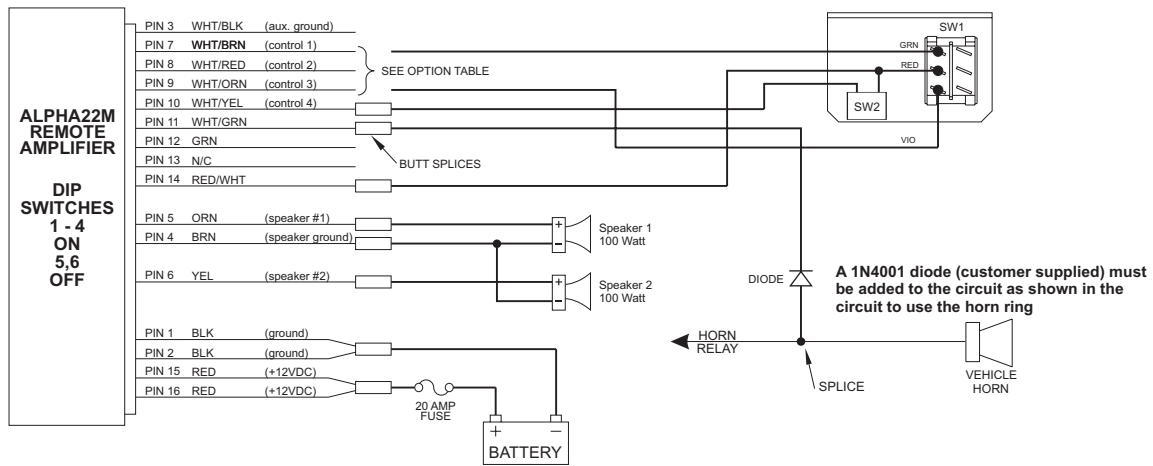 ALPHA22M
REMOTE
AMPLIFIER
DIP
SWITCHES
1 - 4
ON
5,6
OFF
PIN 3 WHT/BLK (aux. ground)
PIN 7 WHT/BRN (control 1)
PIN 8 WHT/RED (control 2)
PIN 9 WHT/ORN (control 3)
PIN 10 WHT/YEL (control 4)
PIN 11 WHT/GRN
PIN 12 GRN
PIN 13 N/C
PIN 14 RED/WHT
PIN 5 ORN (speaker #1)
PIN 4 BRN (speaker ground)
PIN 6 YEL (speaker #2)
PIN 1 BLK (ground)
PIN 2 BLK (ground)
PIN 15 RED (+12VDC)
PIN 16 RED (+12VDC)
SEE OPTION TABLE
BUTT SPLICES
Speaker 1
100 Watt
+
–
Speaker 2
100 Watt
+
–
20 AMP
FUSE
+ –
BATTERY
SW1
GRN
RED
SW2
VIO
DIODE
A 1N4001 diode (customer supplied) must
be added to the circuit as shown in the
circuit to use the horn ring
HORN
RELAY
SPLICE
VEHICLE
HORN